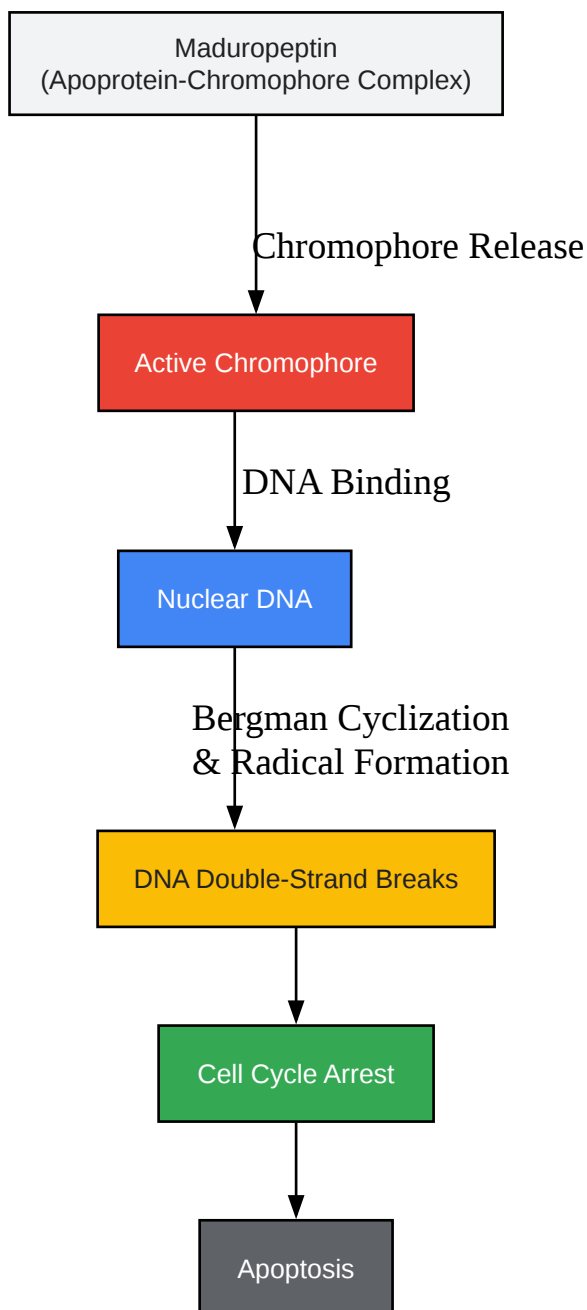 Maduropeptin
(Apoprotein-Chromophore Complex)
Chromophore Release
Active Chromophore
DNA Binding
Nuclear DNA
Bergman Cyclization
& Radical Formation
DNA Double-Strand Breaks
Cell Cycle Arrest
Apoptosis